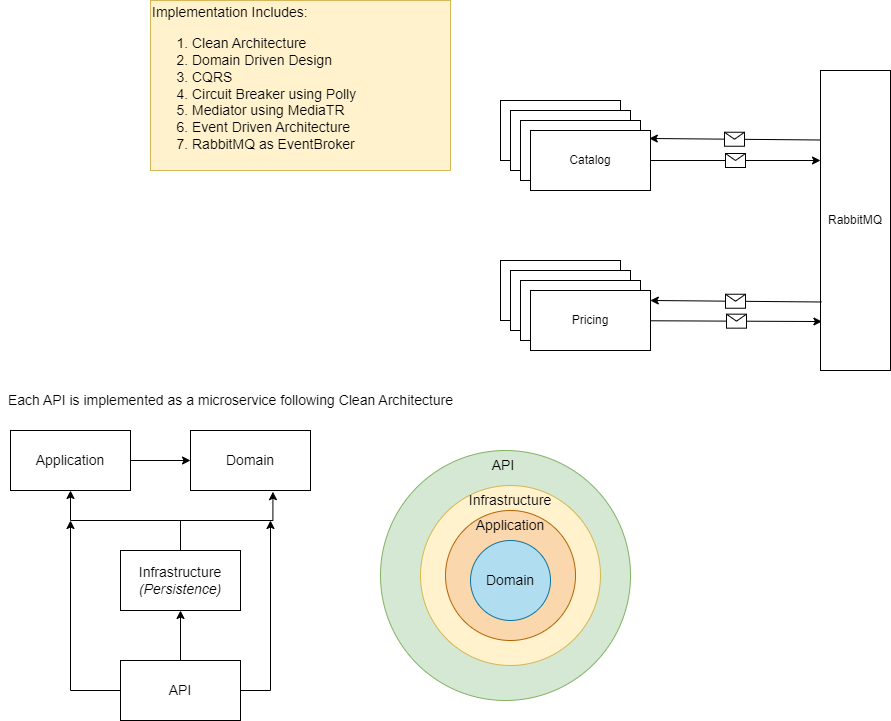 Implementation Includes:
1. Clean Architecture
2. Domain Driven Design
3. CQRS
4. Circuit Breaker using Polly
5. Mediator using MediaTR
6. Event Driven Architecture
7. RabbitMQ as EventBroker
Catalog
RabbitMQ
Pricing
Each API is implemented as a microservice following Clean Architecture
Application
Domain
Infrastructure
(Persistence)
API
API
Infrastructure
Application
Domain